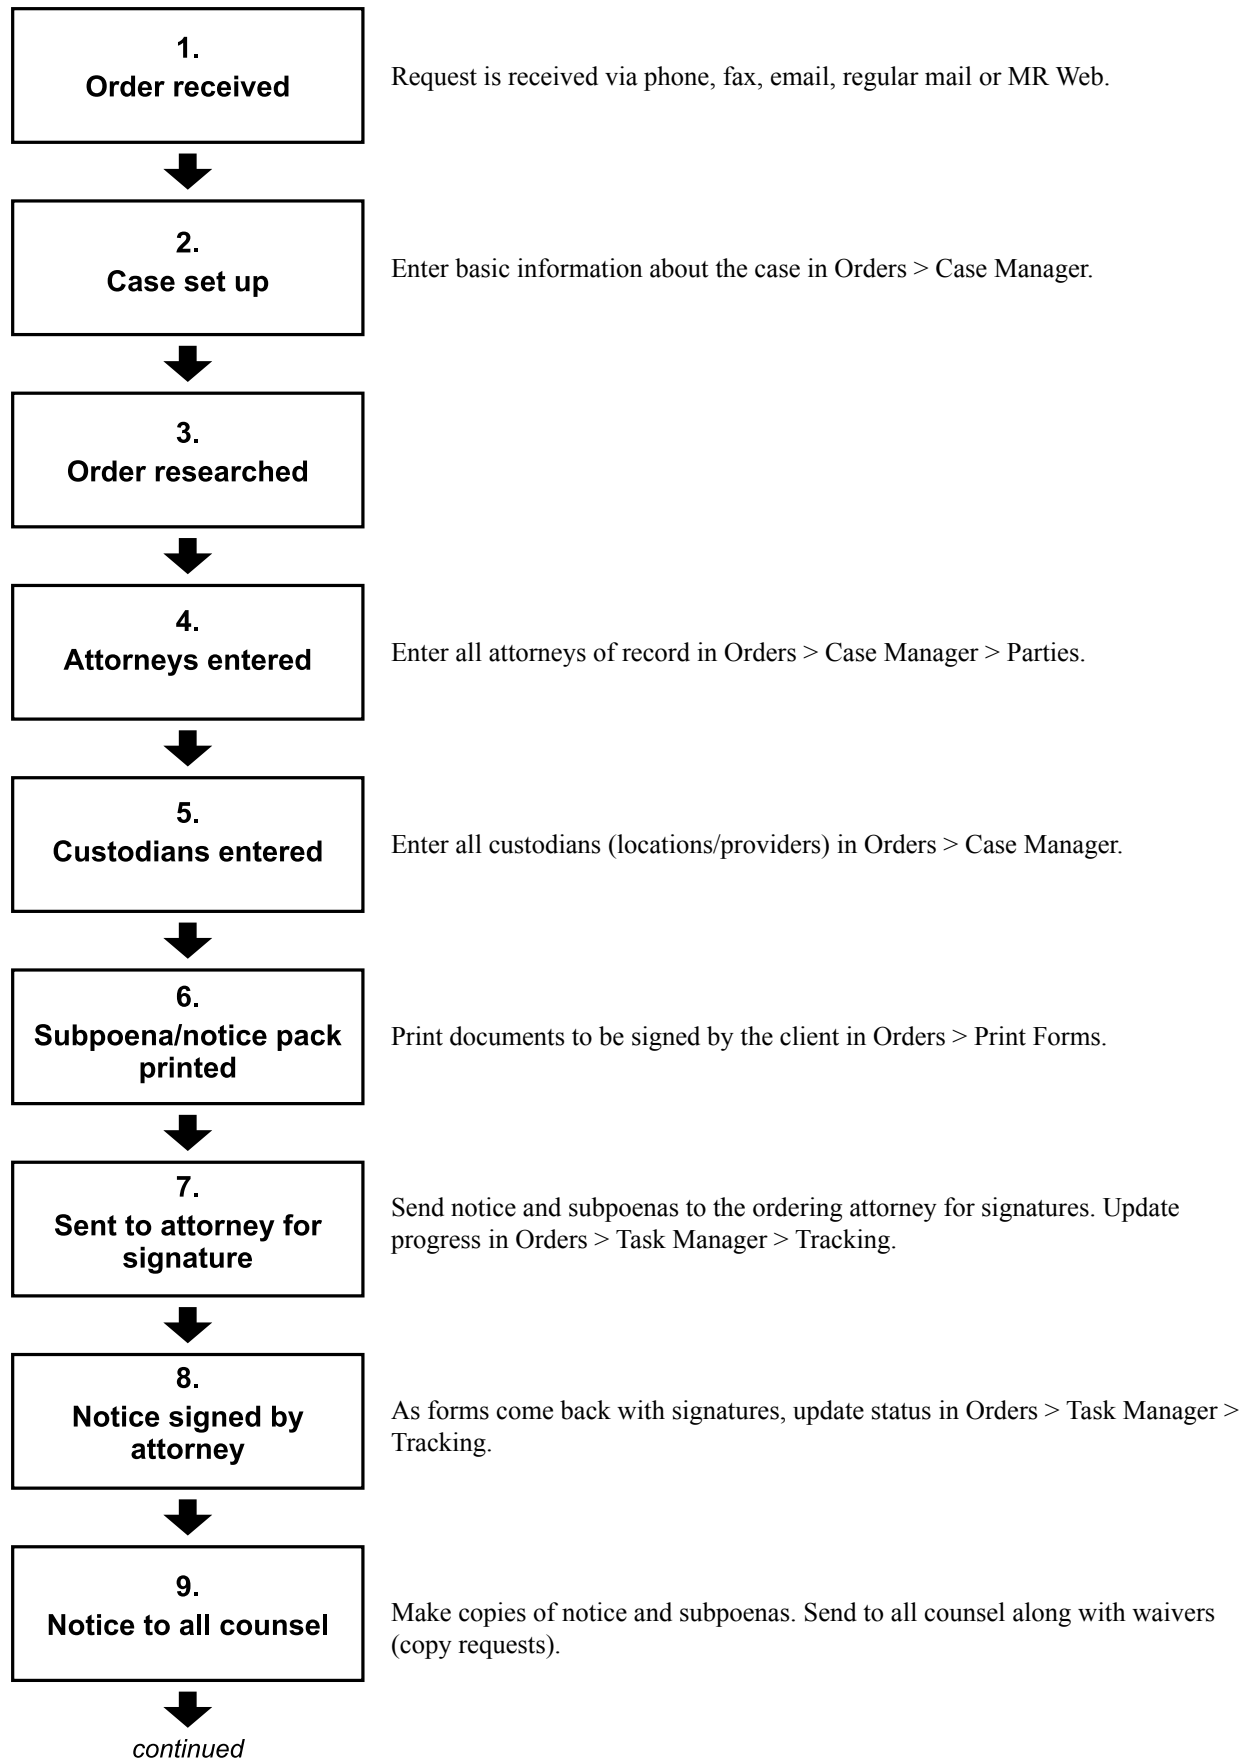 1.
Order received
Request is received via phone, fax, email, regular mail or MR Web.
2.
Case set up
Enter basic information about the case in Orders > Case Manager.
3.
Order researched
4.
Attorneys entered
Enter all attorneys of record in Orders > Case Manager > Parties.
5.
Custodians entered
Enter all custodians (locations/providers) in Orders > Case Manager.
6.
Subpoena/notice pack
printed
Print documents to be signed by the client in Orders > Print Forms.
7.
Sent to attorney for
signature
Send notice and subpoenas to the ordering attorney for signatures. Update
progress in Orders > Task Manager > Tracking.
8.
Notice signed by
attorney
As forms come back with signatures, update status in Orders > Task Manager >
Tracking.
9.
Notice to all counsel
Make copies of notice and subpoenas. Send to all counsel along with waivers
(copy requests).
continued